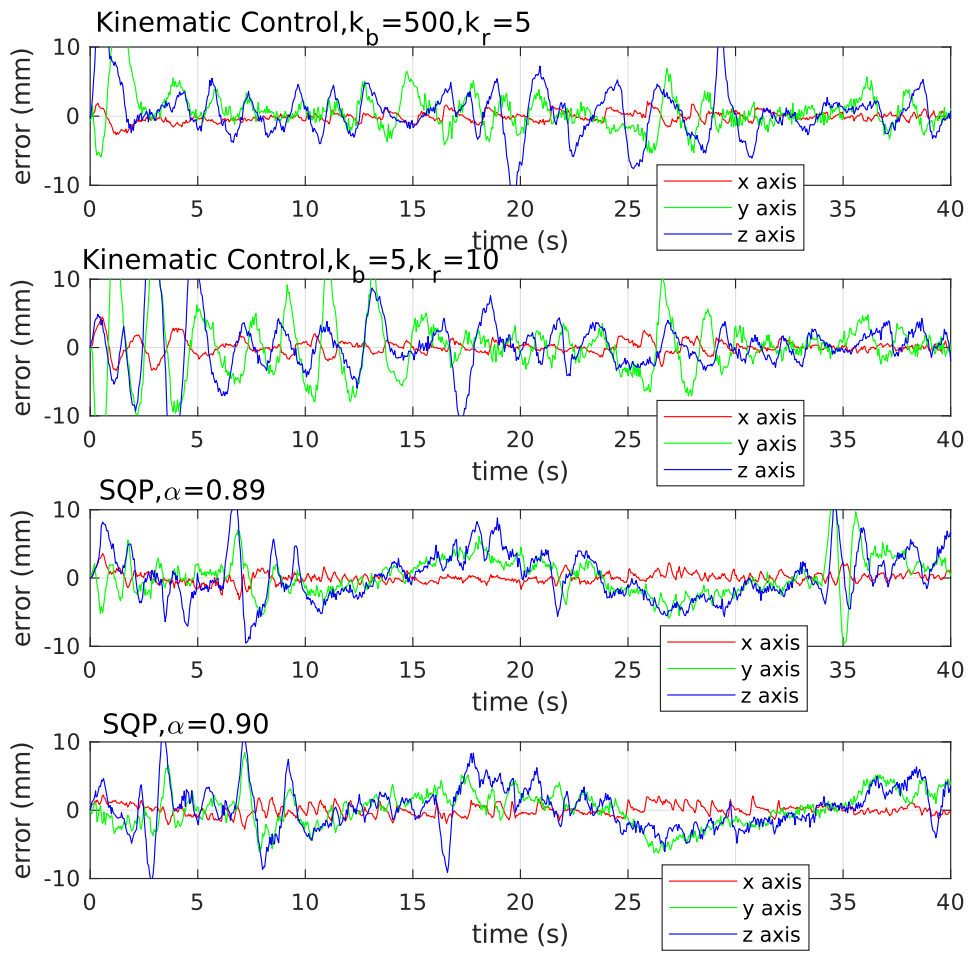 Kinematic Control,k_b=500,k_r=5
10
0
-10
error (mm)
0 5 10 15 20 25 35 40
time (s)
x axis
y axis
z axis
Kinematic Control,k_b=5,k_r=10
10
0
-10
error (mm)
0 5 10 15 20 25 35 40
time (s)
x axis
y axis
z axis
SQP,α=0.89
10
0
-10
error (mm)
0 5 10 15 20 25 35 40
time (s)
x axis
y axis
z axis
SQP,α=0.90
10
0
-10
error (mm)
0 5 10 15 20 25 35 40
time (s)
x axis
y axis
z axis